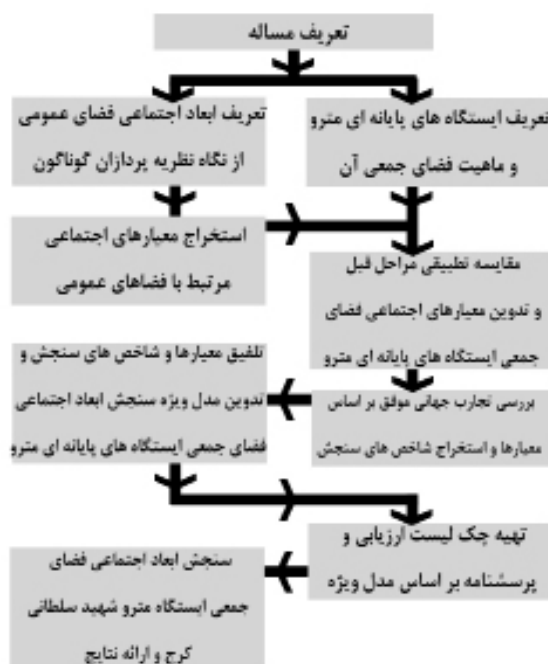 تعریف مساله
تعریف ایستگاه های پایانه ای مترو
و ماهیت فضای جمعی آن
تعریف ابعاد اجتماعی فضای عمومی
از نگاه نظریه پردازان گوناگون
استخراج معیارهای اجتماعی
مرتبط با فضاهای عمومی
مقایسه تطبیقی مراحل قبل
و تدوین معیارهای اجتماعی فضای
جمعی ایستگاه های پایانه ای مترو
بررسی تجارب جهانی موفق بر اساس
معیارها و استخراج شاخص های سنجش
تلفیق معیارها و شاخص های سنجش و
تدوین مدل ویژه سنجش ابعاد اجتماعی
فضای جمعی ایستگاه های پایانه ای مترو
تهیه چک لیست ارزیابی و
پرسشنامه بر اساس مدل ویژه
سنجش ابعاد اجتماعی فضای
جمعی ایستگاه مترو شهید سلطانی
کرج و ارائه نتایج